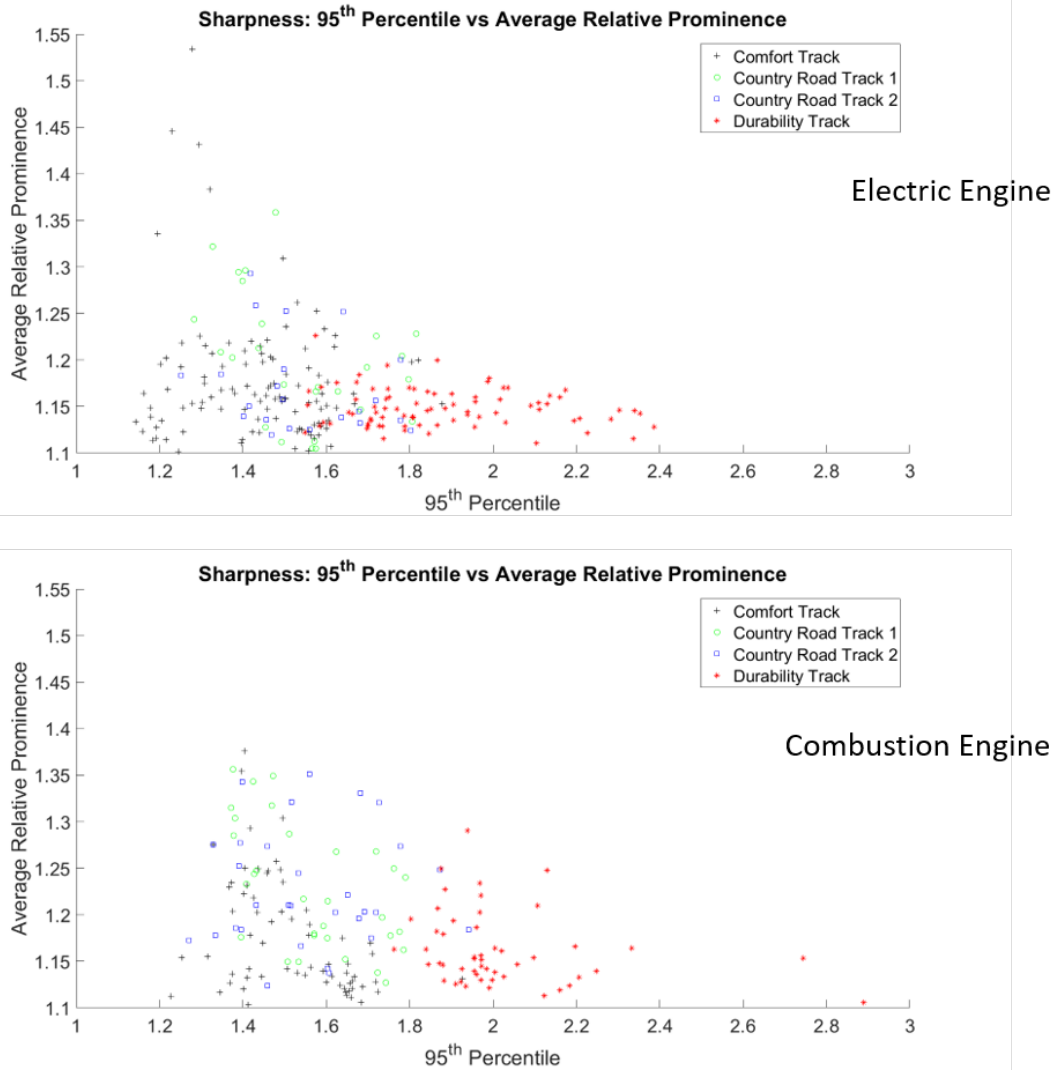 Sharpness: 95th Percentile vs Average Relative Prominence
1.55
1.5
1.45
1.4
1.35
1.3
1.25
1.2
1.15
1.1
Average Relative Prominence
Comfort Track
Country Road Track 1
Country Road Track 2
Durability Track
Electric Engine
1 1.2 1.4 1.6 1.8 2 2.2 2.4 2.6 2.8 3
95th Percentile
Sharpness: 95th Percentile vs Average Relative Prominence
1.55
1.5
1.45
1.4
1.35
1.3
1.25
1.2
1.15
1.1
Average Relative Prominence
Comfort Track
Country Road Track 1
Country Road Track 2
Durability Track
Combustion Engine
1 1.2 1.4 1.6 1.8 2 2.2 2.4 2.6 2.8 3
95th Percentile